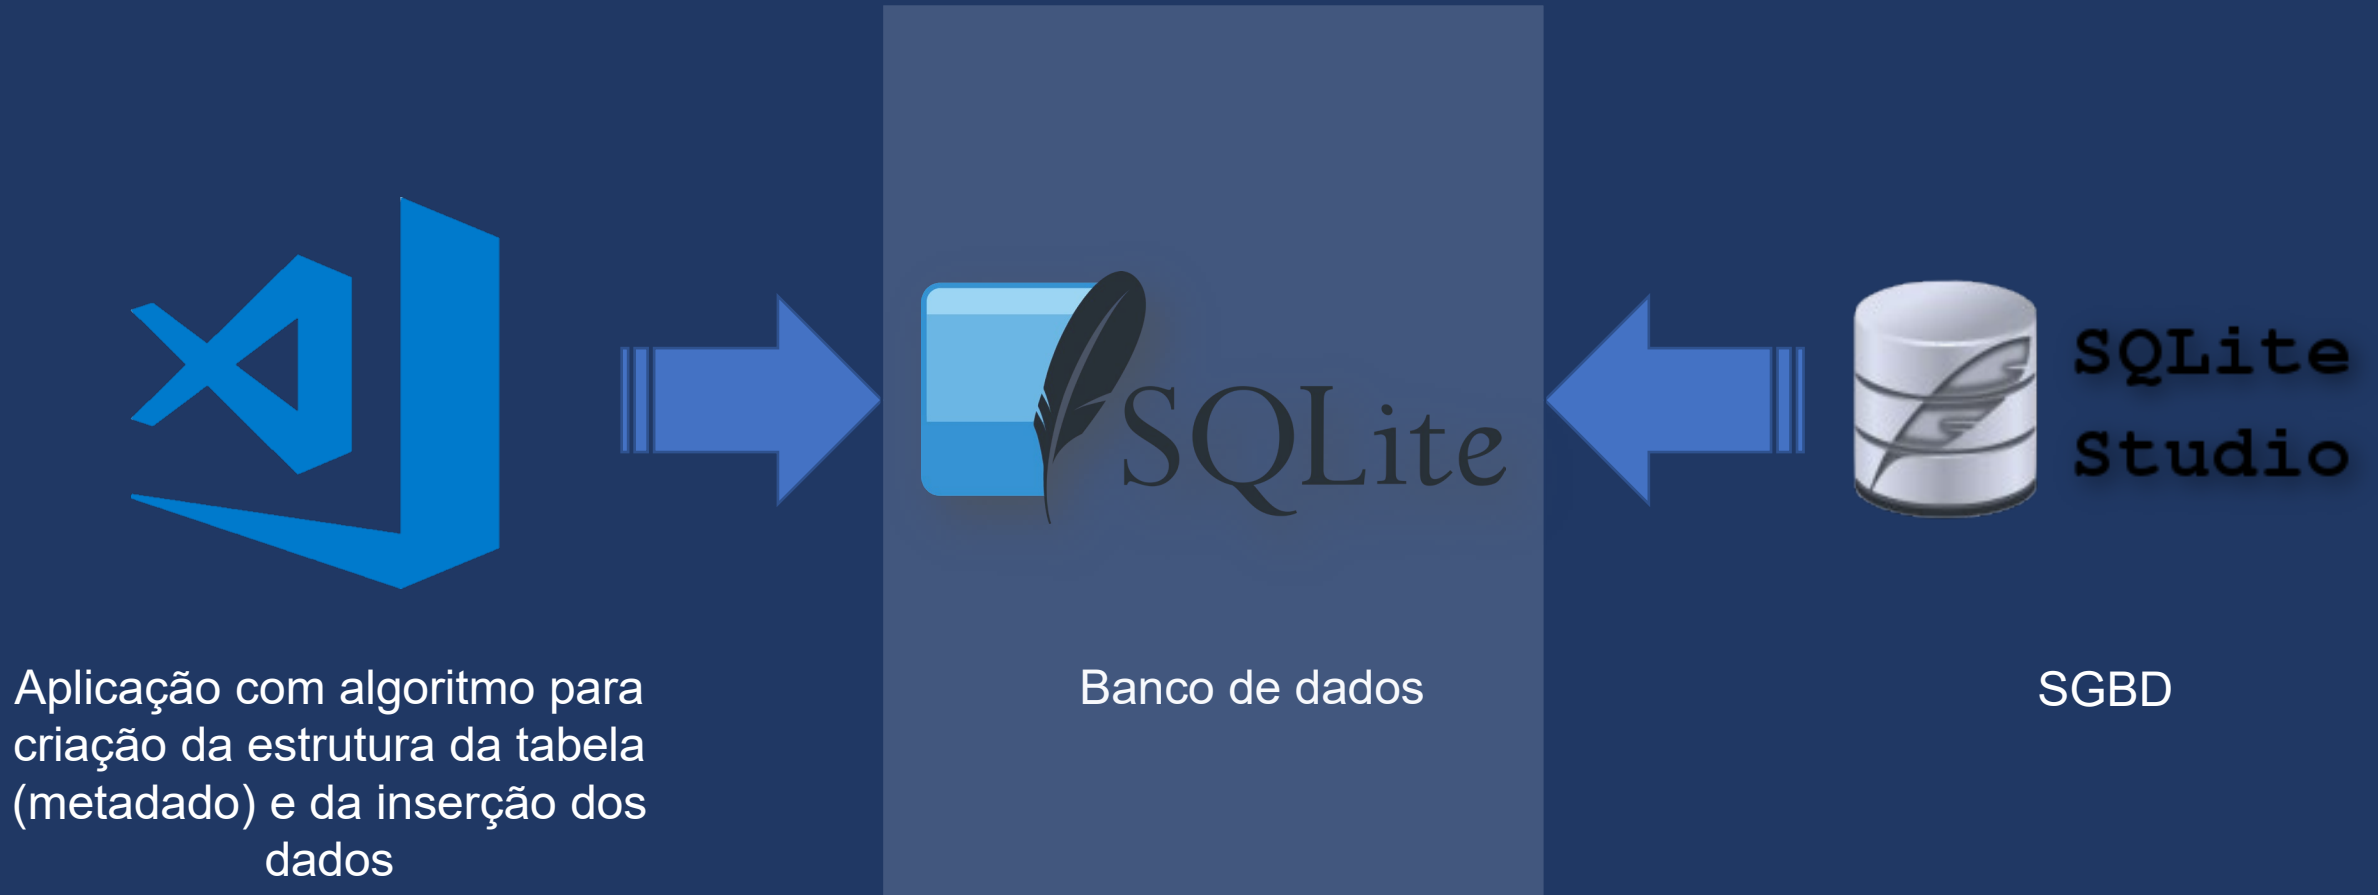 SQLite
SQLite
Studio
Aplicação com algoritmo para
criação da estrutura da tabela
(metadado) e da inserção dos
dados
Banco de dados
SGBD